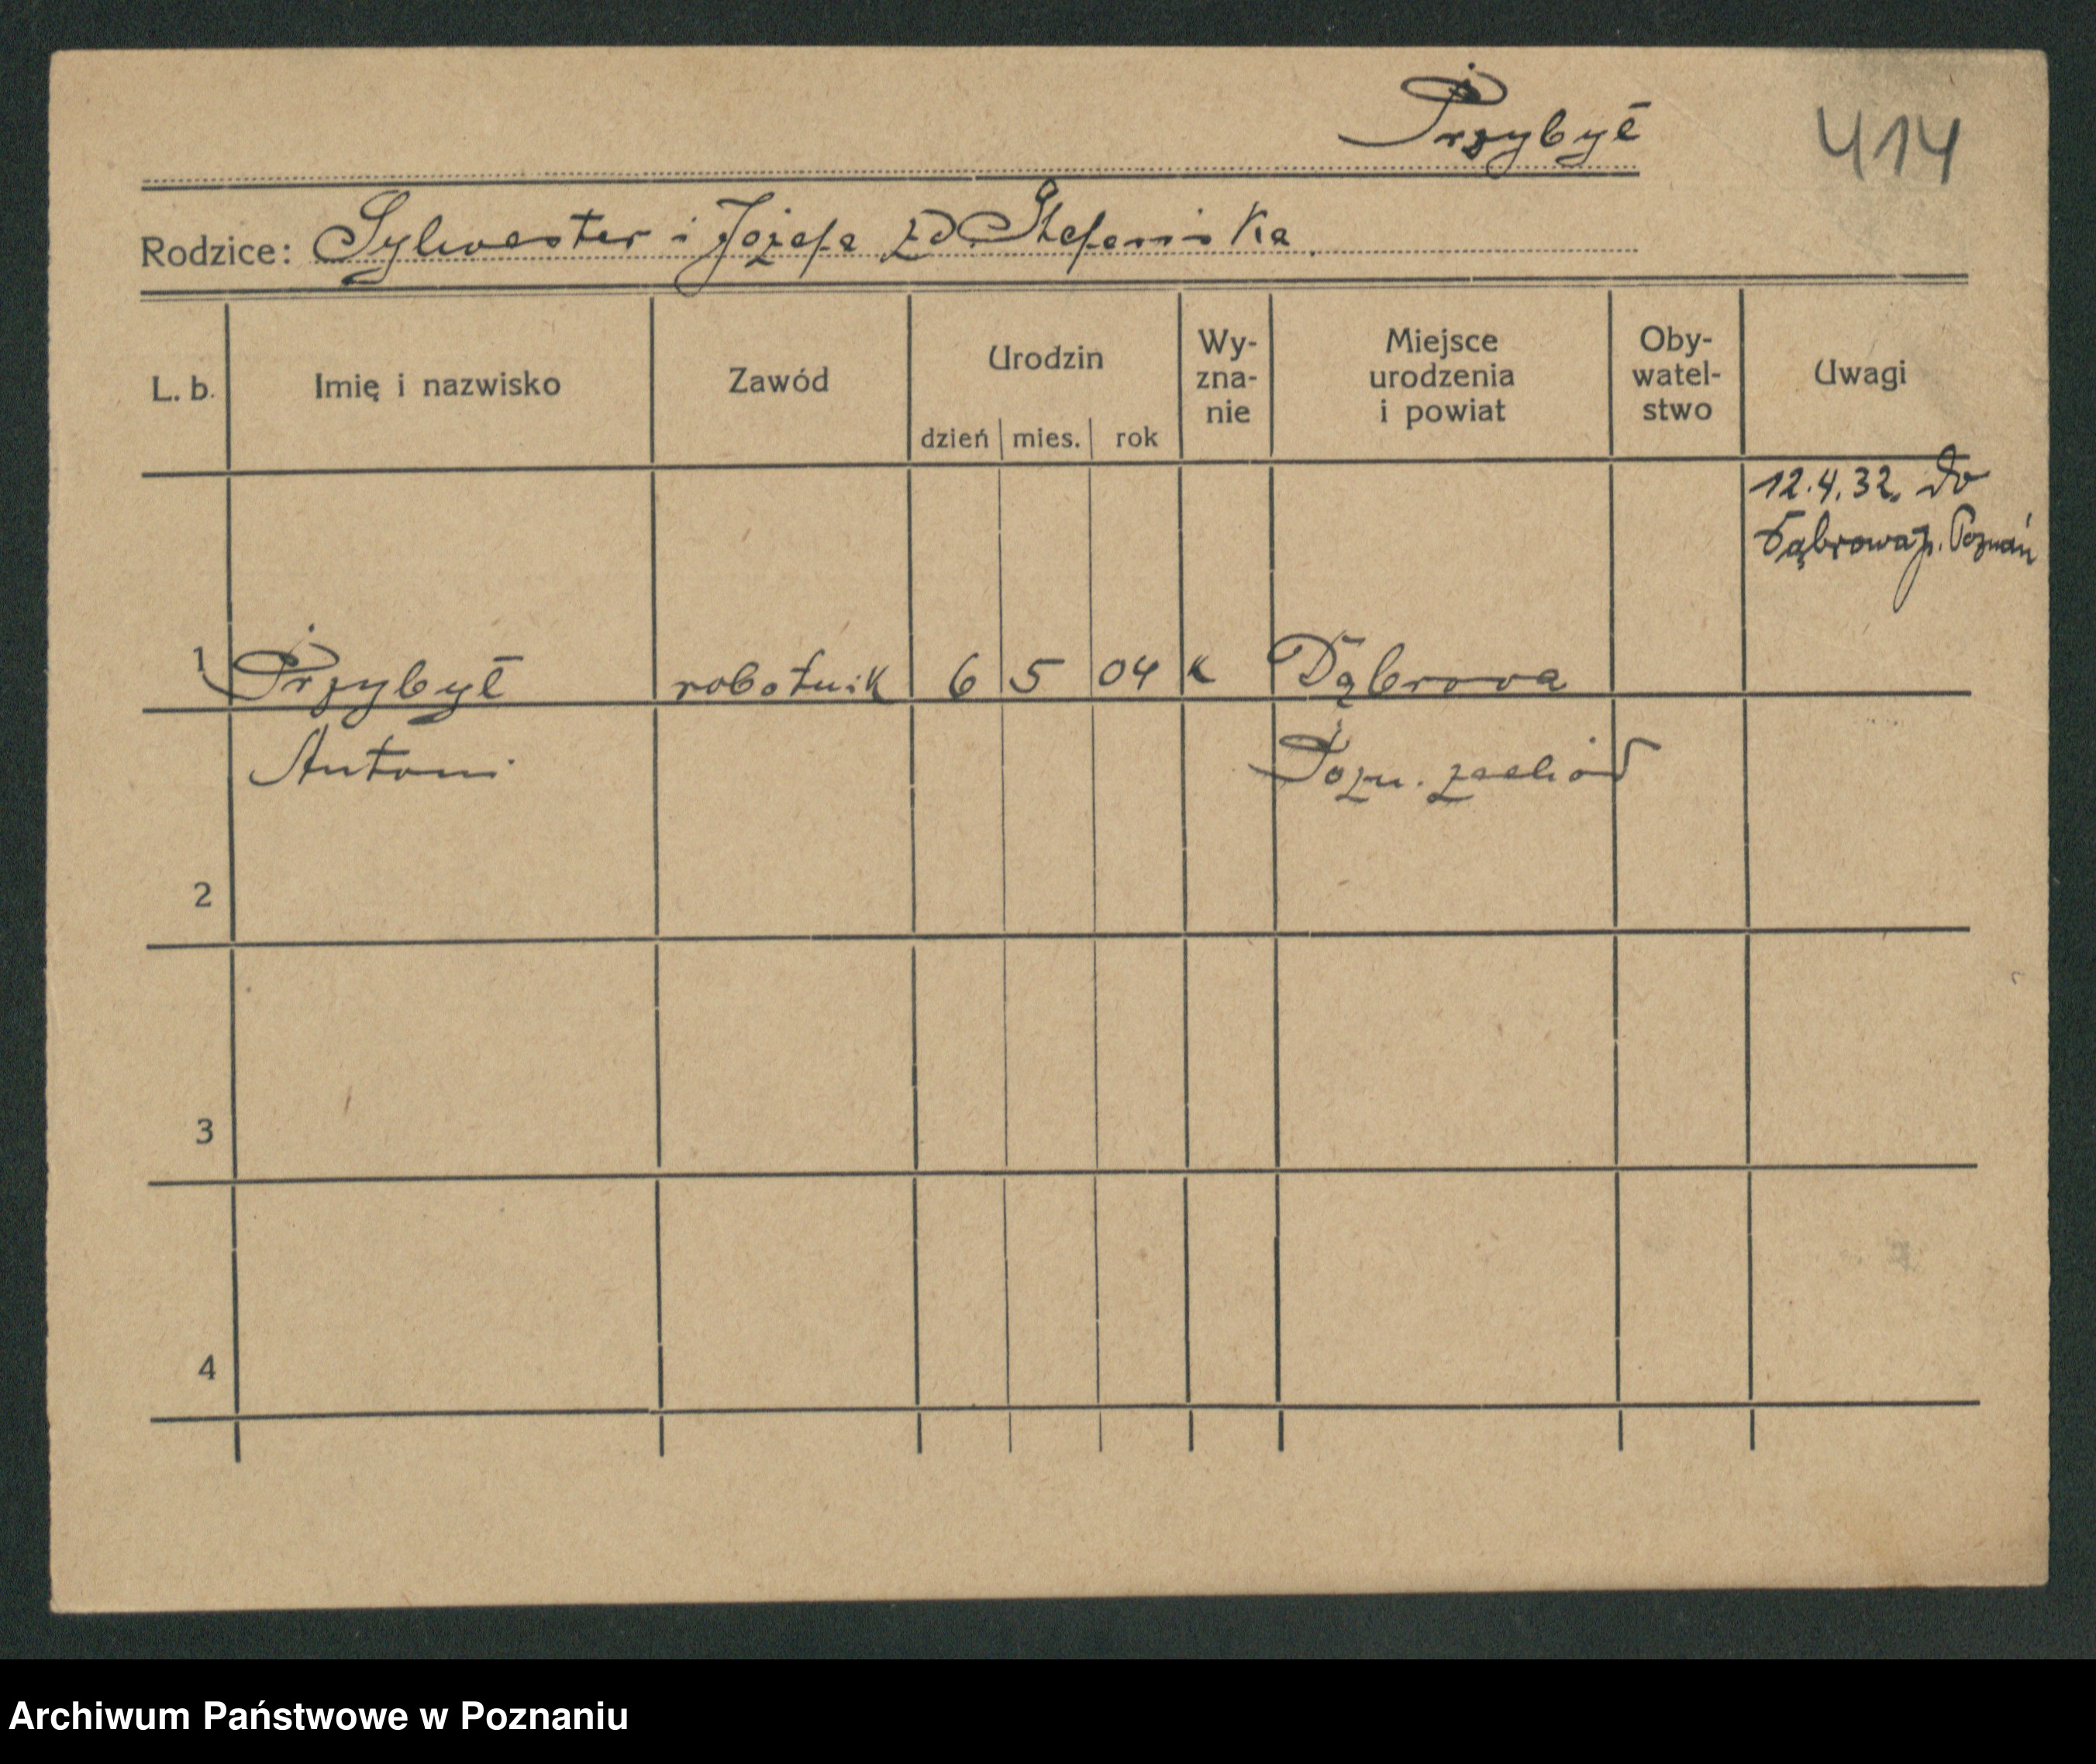 Przybył
414
Rodzice: Sylwester i Józefa zd. Stefaniska
L. b.
Imię i nazwisko
Zawód
Urodzin
dzień mies. rok
Wy-
zna-
nie
Miejsce
urodzenia
i powiat
Oby-
watel-
stwo
Uwagi
12.4.32. do
Dąbrowa p. Poznań
1 Przybył robotnik 6 5 04 k Dąbrowa
Antoni Pozn. zachód
2
3
4
Archiwum Państwowe w Poznaniu